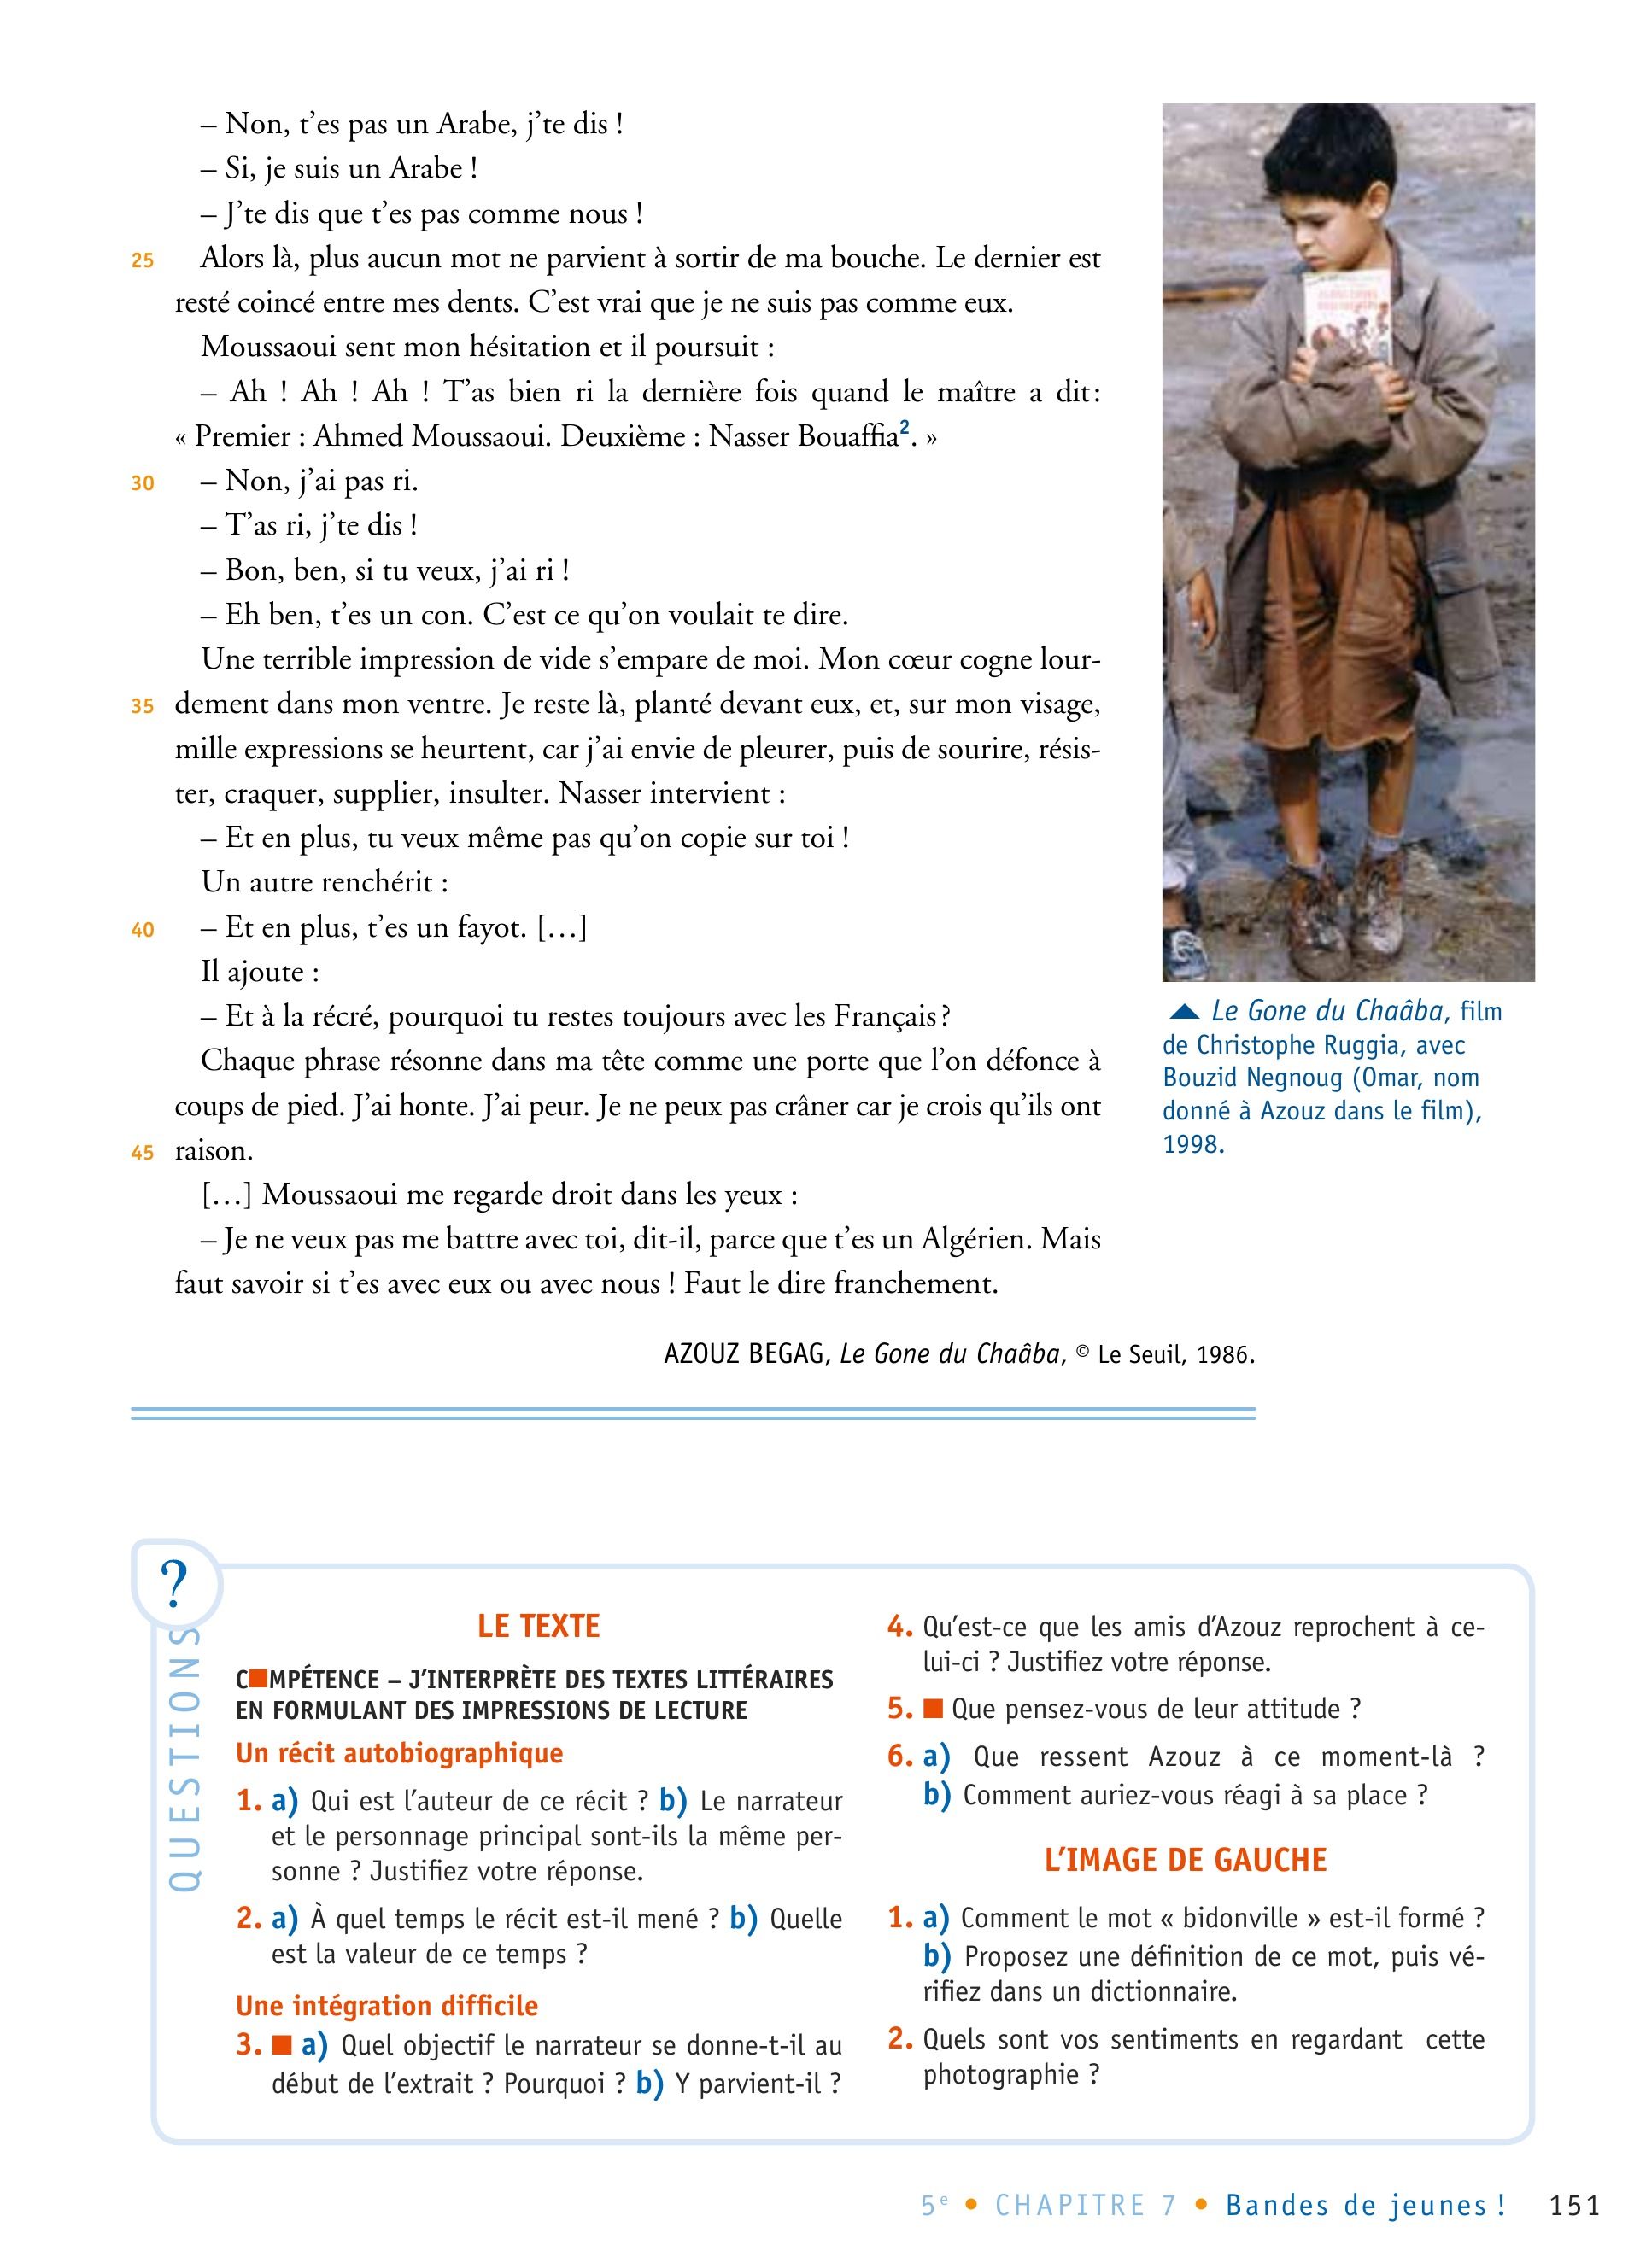 – Non, t’es pas un Arabe, j’te dis !
– Si, je suis un Arabe !
– J’te dis que t’es pas comme nous !
25 Alors là, plus aucun mot ne parvient à sortir de ma bouche. Le dernier est
resté coincé entre mes dents. C’est vrai que je ne suis pas comme eux.
Moussaoui sent mon hésitation et il poursuit :
– Ah ! Ah ! Ah ! T’as bien ri la dernière fois quand le maître a dit :
« Premier : Ahmed Moussaoui. Deuxième : Nasser Bouaffia². »
30 – Non, j’ai pas ri.
– T’as ri, j’te dis !
– Bon, ben, si tu veux, j’ai ri !
– Eh ben, t’es un con. C’est ce qu’on voulait te dire.
Une terrible impression de vide s’empare de moi. Mon cœur cogne lour-
35 dement dans mon ventre. Je reste là, planté devant eux, et, sur mon visage,
mille expressions se heurtent, car j’ai envie de pleurer, puis de sourire, résis-
ter, craquer, supplier, insulter. Nasser intervient :
– Et en plus, tu veux même pas qu’on copie sur toi !
Un autre renchérit :
40 – Et en plus, t’es un fayot. […]
Il ajoute :
– Et à la récré, pourquoi tu restes toujours avec les Français ?
Chaque phrase résonne dans ma tête comme une porte que l’on défonce à
coups de pied. J’ai honte. J’ai peur. Je ne peux pas crâner car je crois qu’ils ont
45 raison.
[…] Moussaoui me regarde droit dans les yeux :
– Je ne veux pas me battre avec toi, dit-il, parce que t’es un Algérien. Mais
faut savoir si t’es avec eux ou avec nous ! Faut le dire franchement.
AZOUZ BEGAG, Le Gone du Chaâba, © Le Seuil, 1986.
Le Gone du Chaâba, film
de Christophe Ruggia, avec
Bouzid Negnoug (Omar, nom
donné à Azouz dans le film),
1998.
?
QUESTIONS
LE TEXTE
C■MPÉTENCE – J’INTERPRÈTE DES TEXTES LITTÉRAIRES
EN FORMULANT DES IMPRESSIONS DE LECTURE
Un récit autobiographique
1. a) Qui est l’auteur de ce récit ? b) Le narrateur
et le personnage principal sont-ils la même per-
sonne ? Justifiez votre réponse.
2. a) À quel temps le récit est-il mené ? b) Quelle
est la valeur de ce temps ?
Une intégration difficile
3. ■ a) Quel objectif le narrateur se donne-t-il au
début de l’extrait ? Pourquoi ? b) Y parvient-il ?
4. Qu’est-ce que les amis d’Azouz reprochent à ce-
lui-ci ? Justifiez votre réponse.
5. ■ Que pensez-vous de leur attitude ?
6. a) Que ressent Azouz à ce moment-là ?
b) Comment auriez-vous réagi à sa place ?
L’IMAGE DE GAUCHE
1. a) Comment le mot « bidonville » est-il formé ?
b) Proposez une définition de ce mot, puis vé-
rifiez dans un dictionnaire.
2. Quels sont vos sentiments en regardant cette
photographie ?
5e • CHAPITRE 7 • Bandes de jeunes ! 151